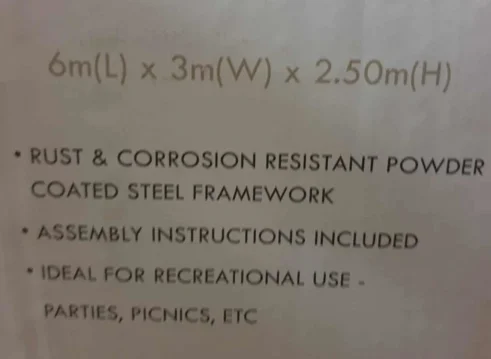 6m(L) x 3m(W) x 2.50m(H)
• RUST & CORROSION RESISTANT POWDER
COATED STEEL FRAMEWORK
• ASSEMBLY INSTRUCTIONS INCLUDED
• IDEAL FOR RECREATIONAL USE -
PARTIES, PICNICS, ETC